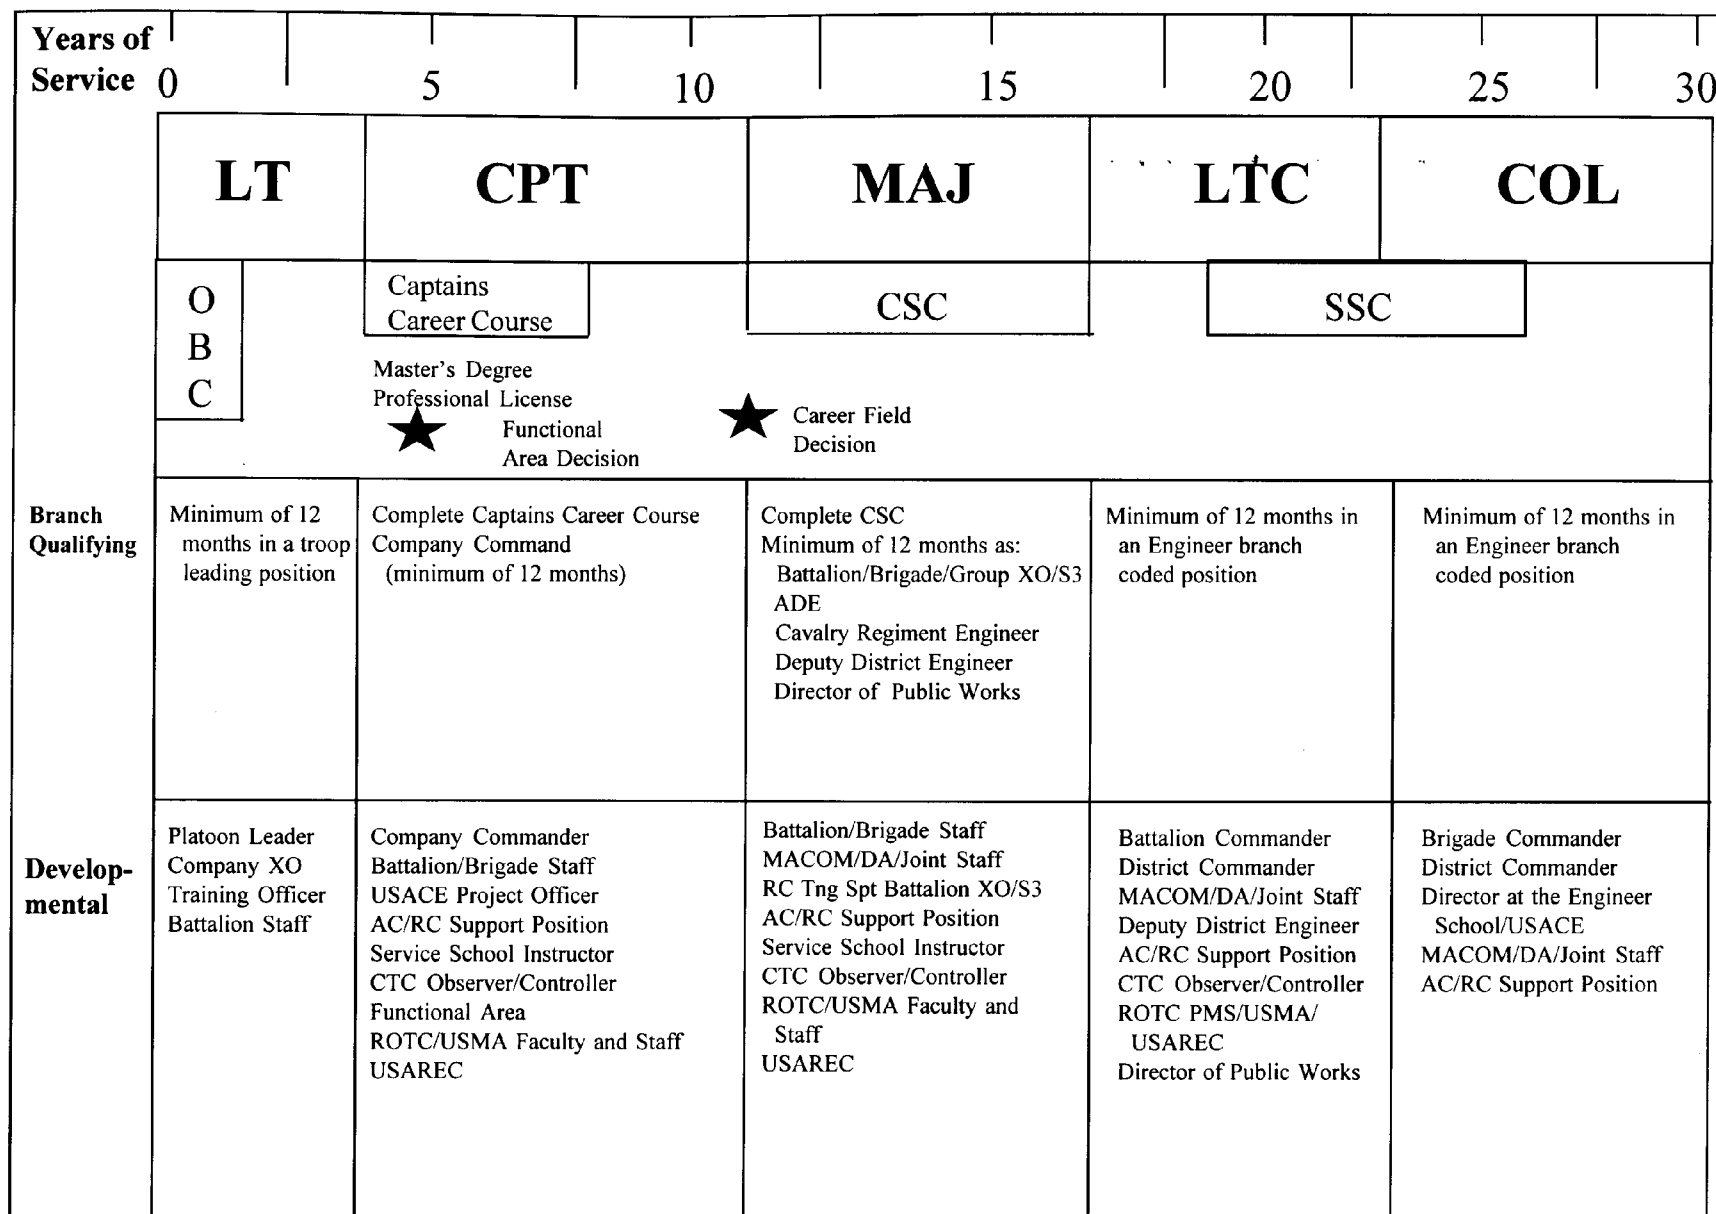 Years of
Service 0 5 10 15 20 25 30
LT CPT MAJ LTC COL
O
B
C
Captains
Career Course
CSC
SSC
Master's Degree
Professional License
Functional
Area Decision
Career Field
Decision
Branch
Qualifying
Minimum of 12
months in a troop
leading position
Complete Captains Career Course
Company Command
(minimum of 12 months)
Complete CSC
Minimum of 12 months as:
Battalion/Brigade/Group XO/S3
ADE
Cavalry Regiment Engineer
Deputy District Engineer
Director of Public Works
Minimum of 12 months in
an Engineer branch
coded position
Minimum of 12 months in
an Engineer branch
coded position
Develop-
mental
Platoon Leader
Company XO
Training Officer
Battalion Staff
Company Commander
Battalion/Brigade Staff
USACE Project Officer
AC/RC Support Position
Service School Instructor
CTC Observer/Controller
Functional Area
ROTC/USMA Faculty and Staff
USAREC
Battalion/Brigade Staff
MACOM/DA/Joint Staff
RC Tng Spt Battalion XO/S3
AC/RC Support Position
Service School Instructor
CTC Observer/Controller
ROTC/USMA Faculty and
Staff
USAREC
Battalion Commander
District Commander
MACOM/DA/Joint Staff
Deputy District Engineer
AC/RC Support Position
CTC Observer/Controller
ROTC PMS/USMA/
USAREC
Director of Public Works
Brigade Commander
District Commander
Director at the Engineer
School/USACE
MACOM/DA/Joint Staff
AC/RC Support Position